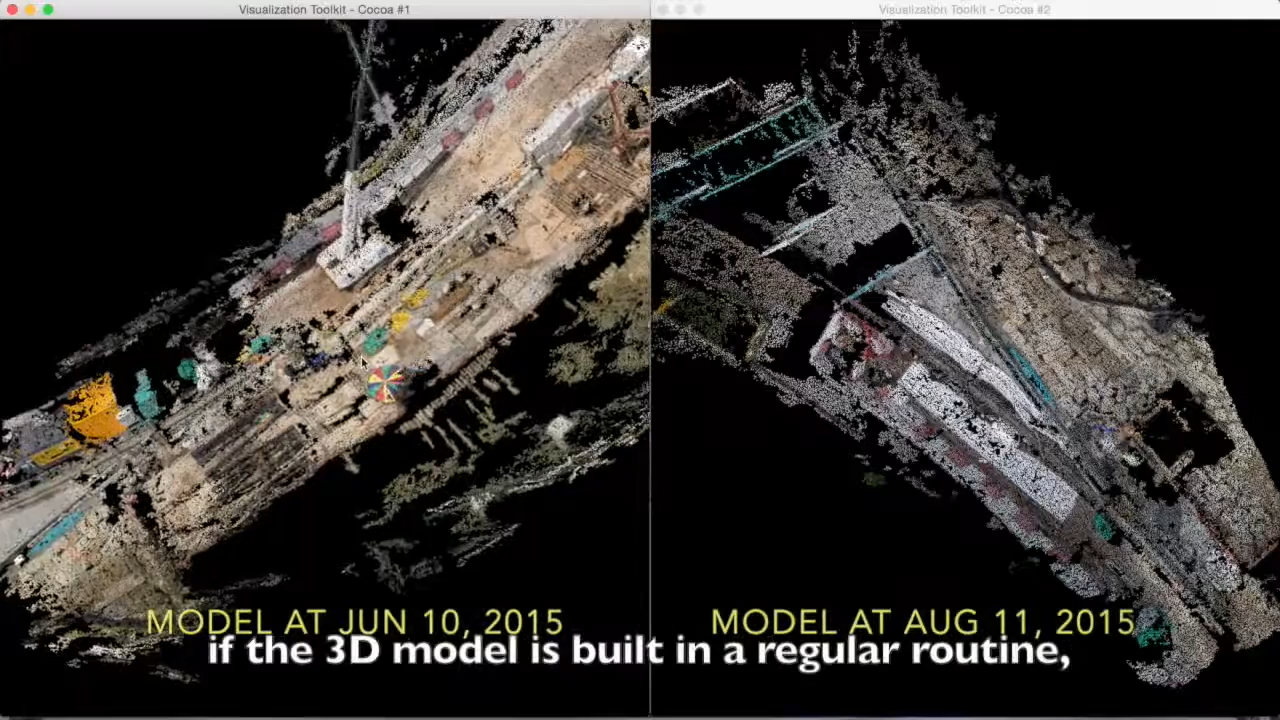 Visualization Toolkit - Cocoa #1
Visualization Toolkit - Cocoa #2
MODEL AT JUN 10, 2015
MODEL AT AUG 11, 2015
if the 3D model is built in a regular routine,